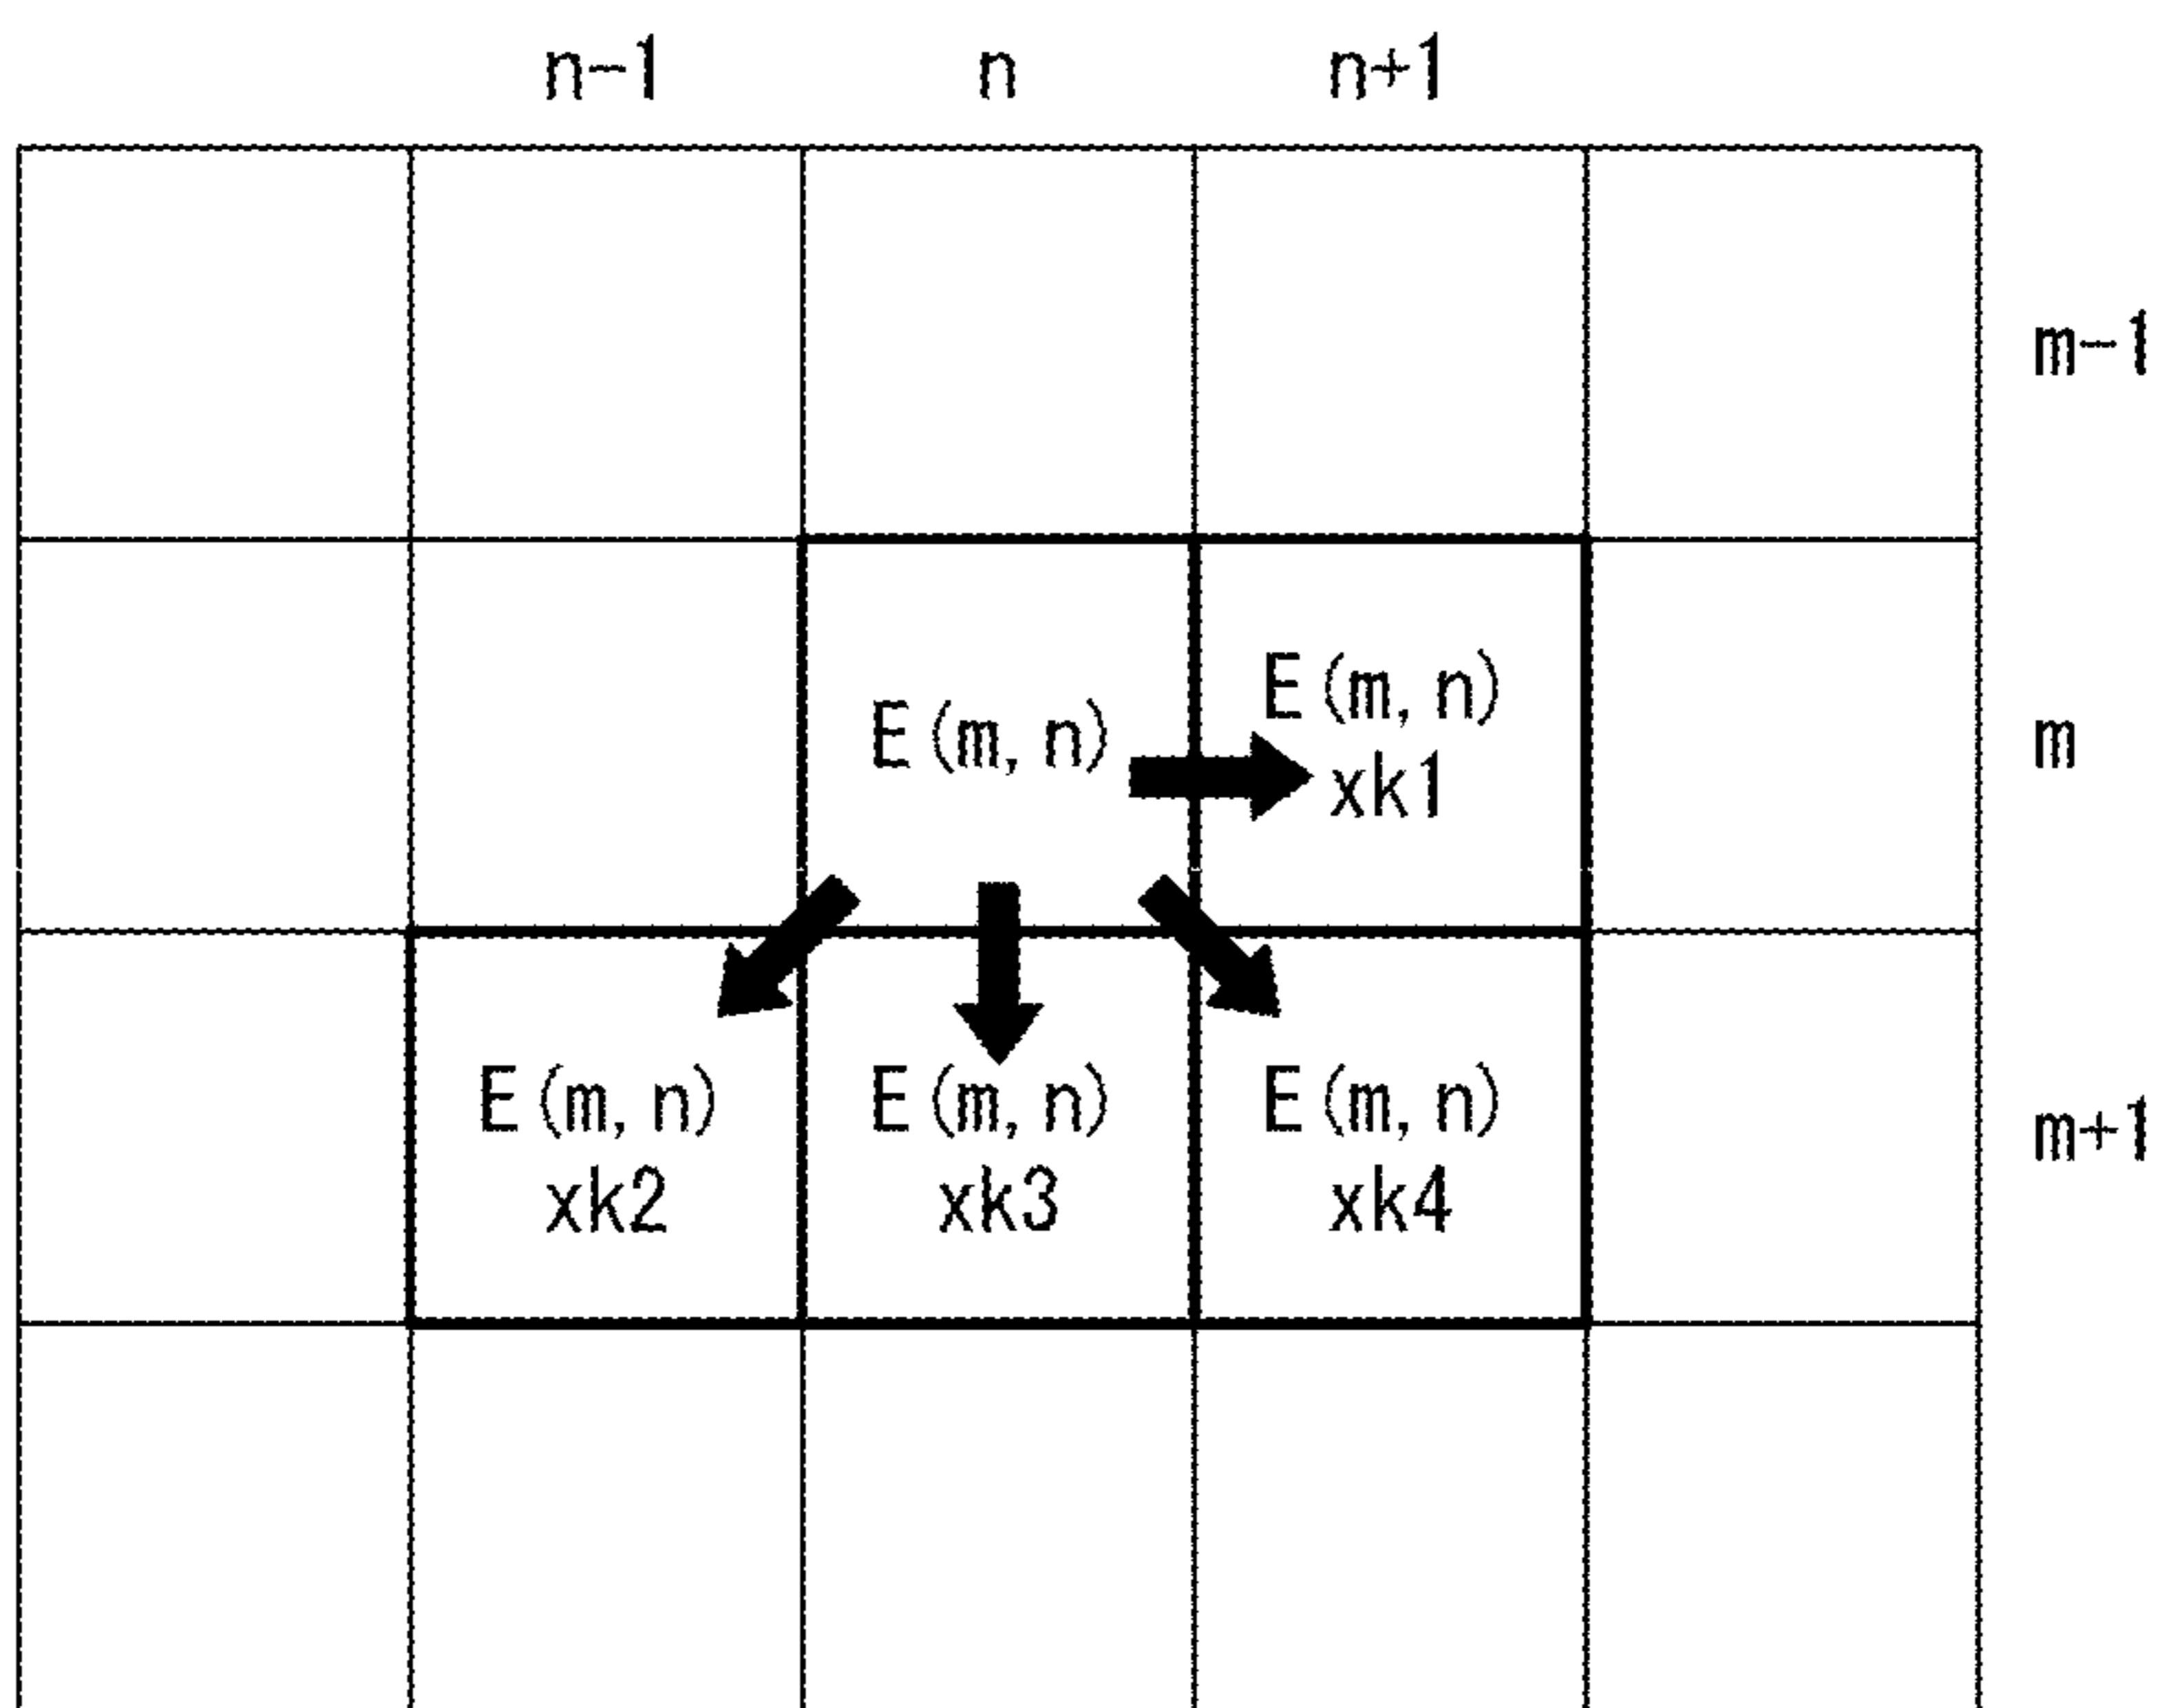 n-1 n n+1
m-1
E(m,n)
xk1
E(m,n)
m
E(m,n)
xk2
E(m,n)
xk3
E(m,n)
xk4
m+1